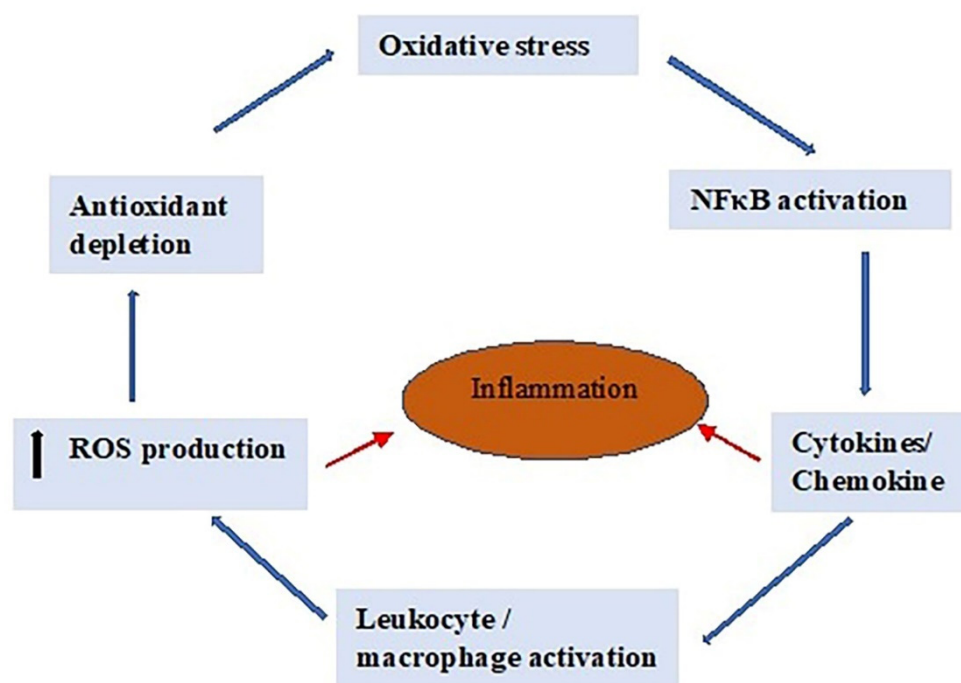 Oxidative stress
NFκB activation
Antioxidant
depletion
Inflammation
ROS production
Cytokines/
Chemokine
Leukocyte /
macrophage activation